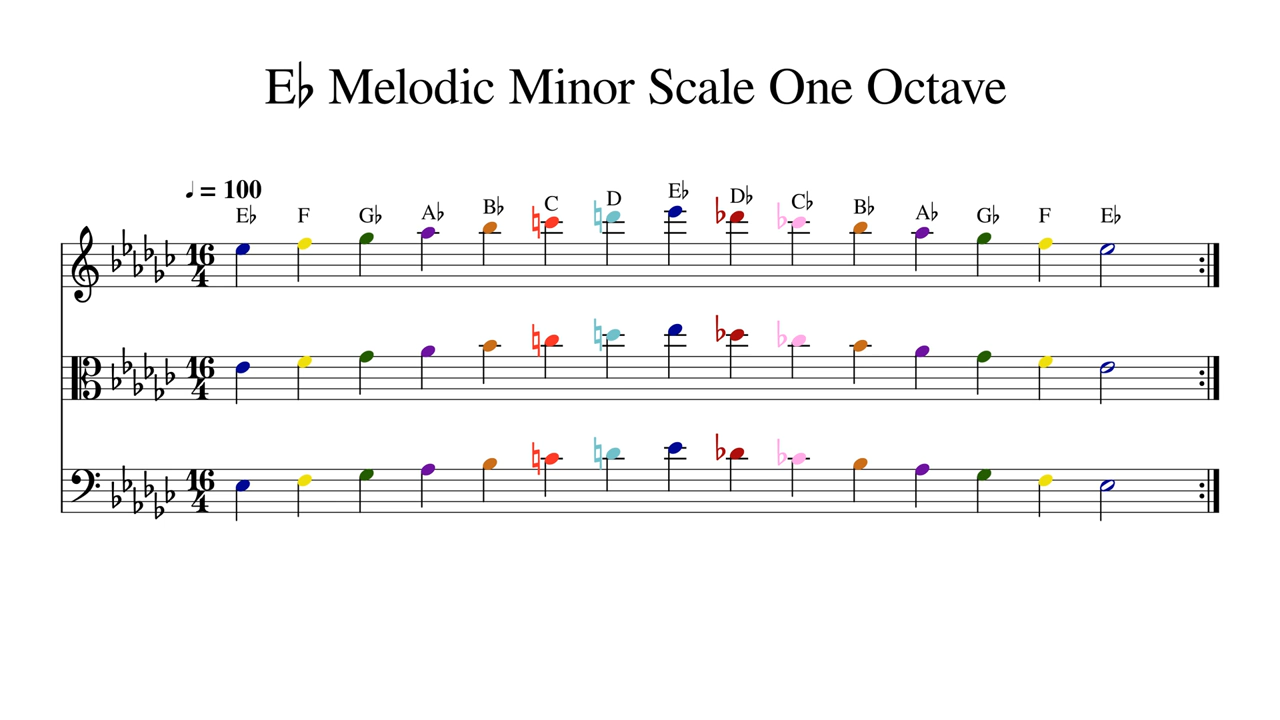 E♭ Melodic Minor Scale One Octave
♩ = 100
E♭ F G♭ A♭ B♭ C D E♭ D♭ C♭ B♭ A♭ G♭ F E♭
16
4
16
4
16
4